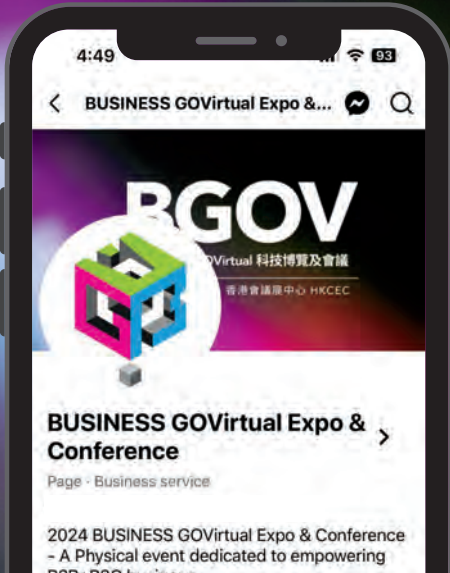 4:49
93
BUSINESS GOVirtual Expo &...
BGOV
OVirtual 科技博覽及會議
香港會議展中心 HKCEC
BUSINESS GOVirtual Expo &
Conference
Page · Business service
2024 BUSINESS GOVirtual Expo & Conference
- A Physical event dedicated to empowering